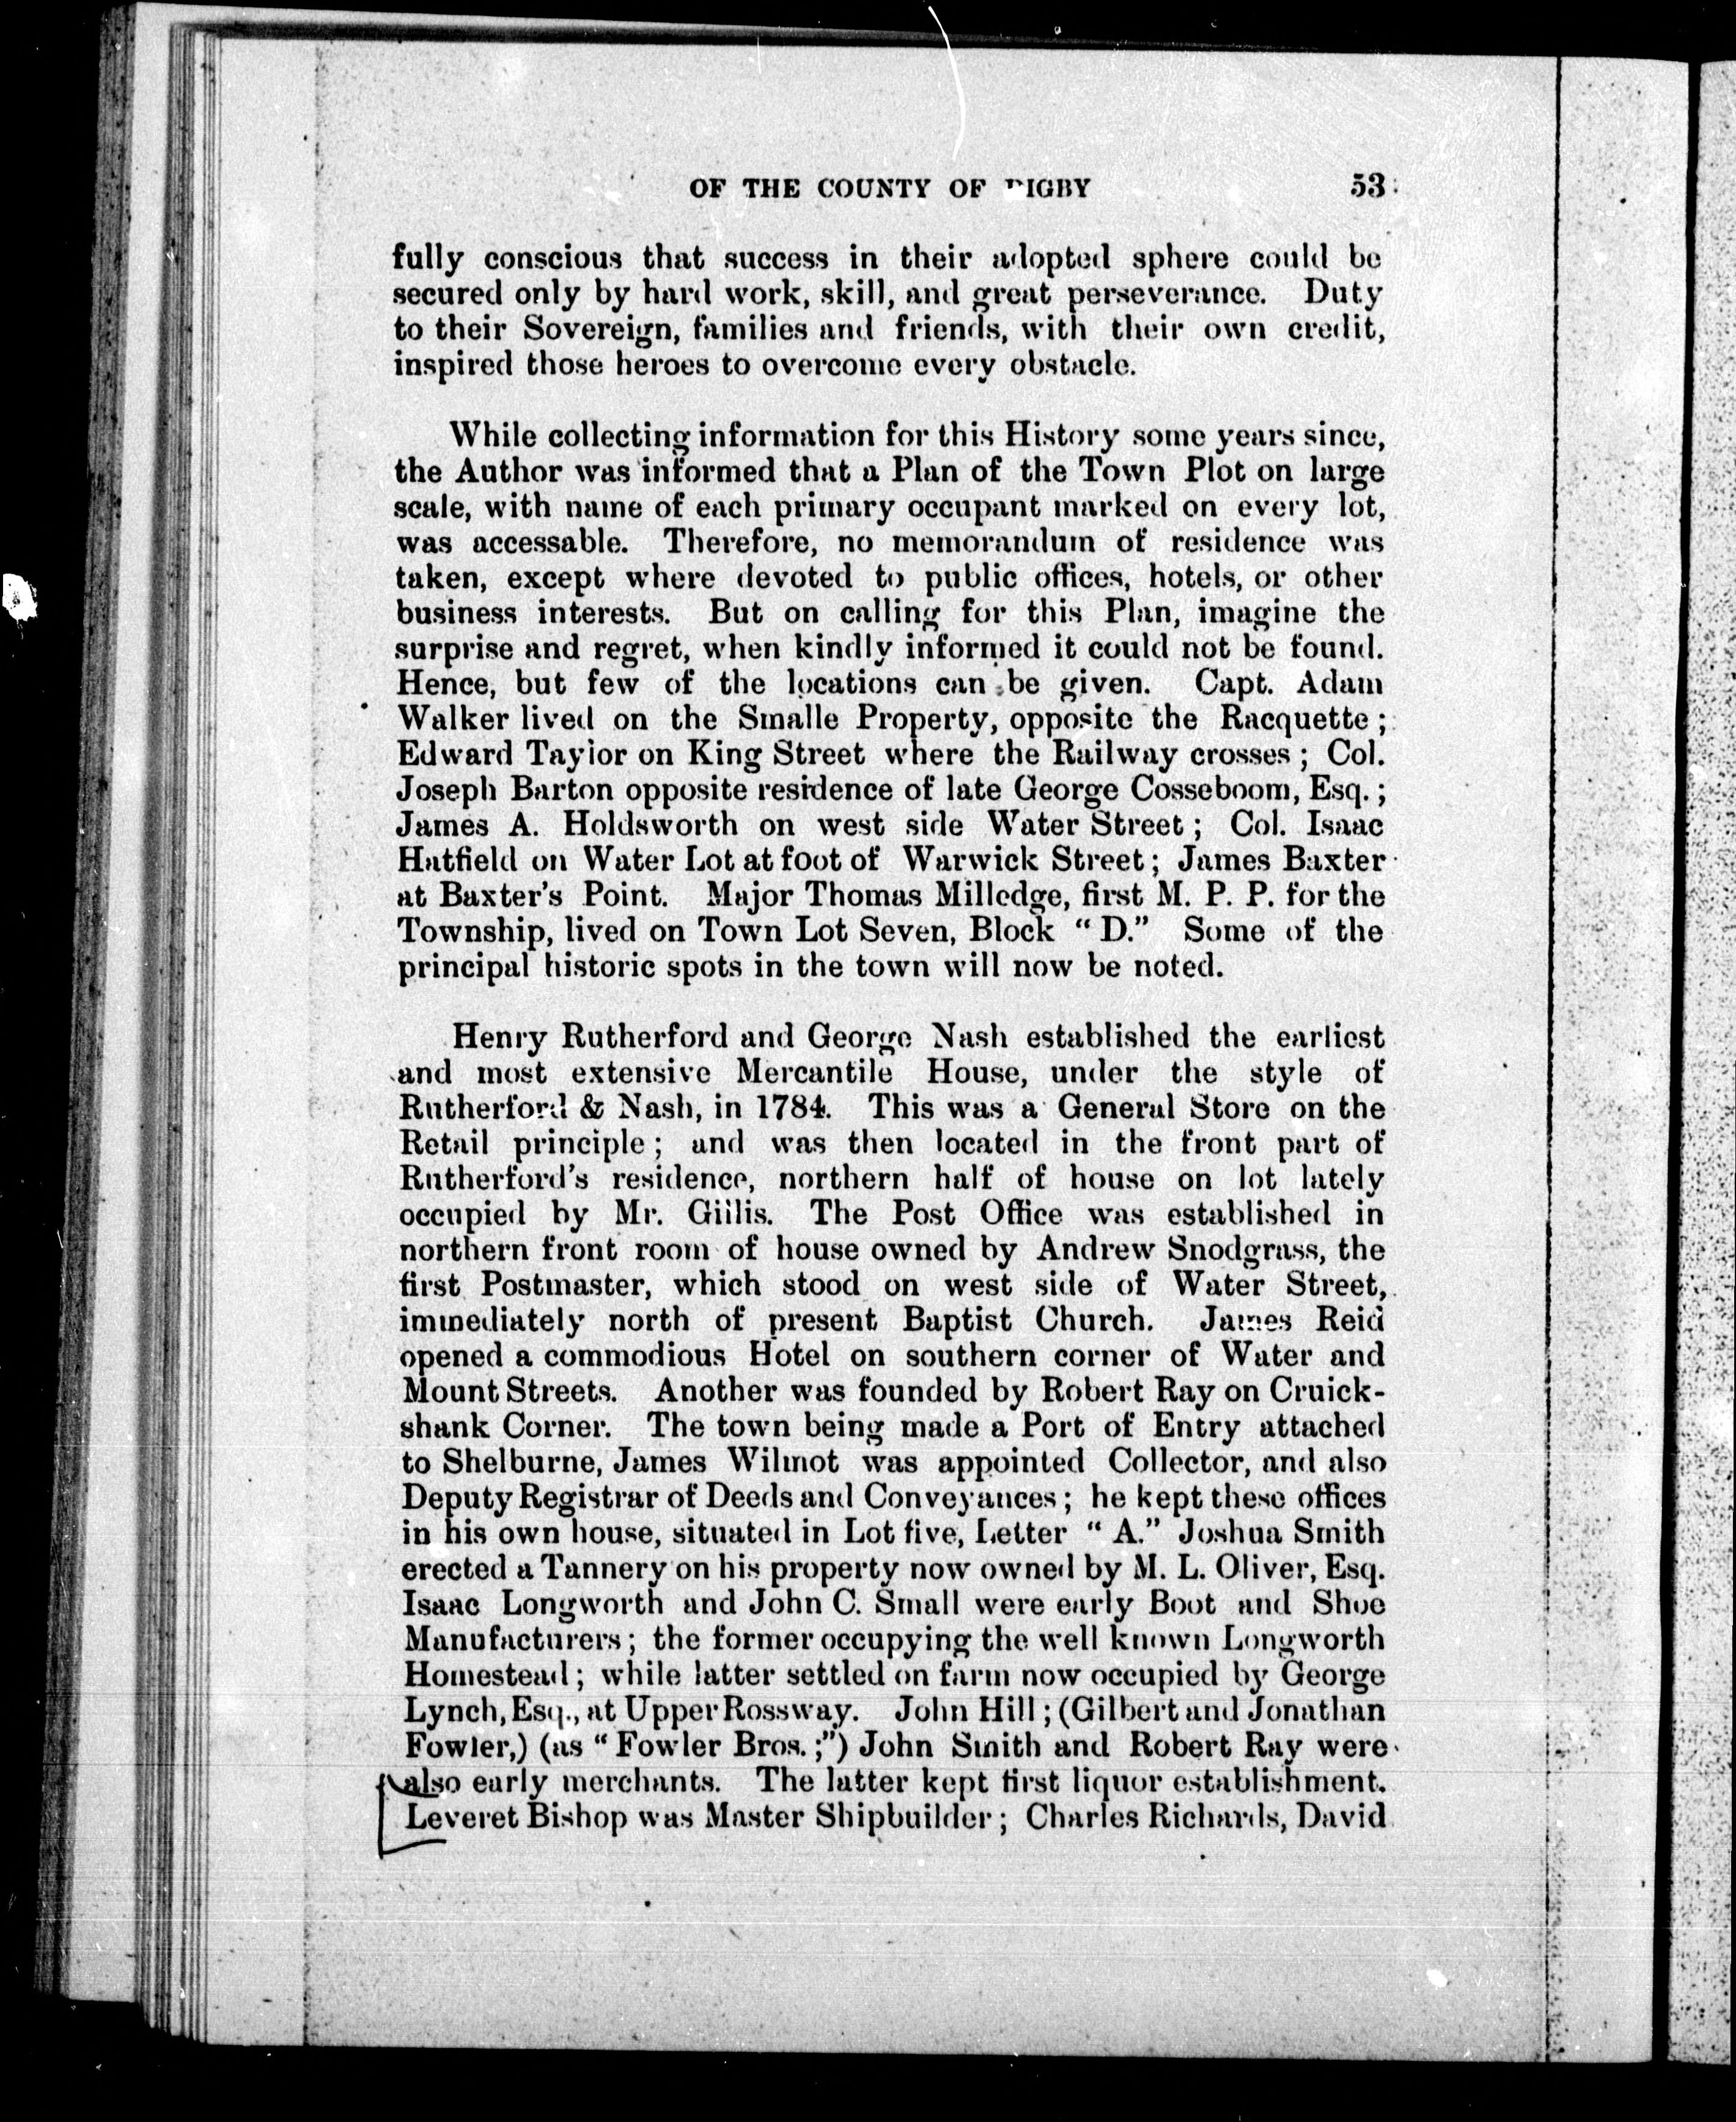 OF THE COUNTY OF DIGBY 53
fully conscious that success in their adopted sphere could be
secured only by hard work, skill, and great perseverance. Duty
to their Sovereign, families and friends, with their own credit,
inspired those heroes to overcome every obstacle.
While collecting information for this History some years since,
the Author was informed that a Plan of the Town Plot on large
scale, with name of each primary occupant marked on every lot,
was accessable. Therefore, no memorandum of residence was
taken, except where devoted to public offices, hotels, or other
business interests. But on calling for this Plan, imagine the
surprise and regret, when kindly informed it could not be found.
Hence, but few of the locations can be given. Capt. Adam
Walker lived on the Smalle Property, opposite the Racquette;
Edward Taylor on King Street where the Railway crosses; Col.
Joseph Barton opposite residence of late George Cosseboom, Esq.;
James A. Holdsworth on west side Water Street; Col. Isaac
Hatfield on Water Lot at foot of Warwick Street; James Baxter
at Baxter's Point. Major Thomas Milledge, first M. P. P. for the
Township, lived on Town Lot Seven, Block "D." Some of the
principal historic spots in the town will now be noted.
Henry Rutherford and George Nash established the earliest
and most extensive Mercantile House, under the style of
Rutherford & Nash, in 1784. This was a General Store on the
Retail principle; and was then located in the front part of
Rutherford's residence, northern half of house on lot lately
occupied by Mr. Gillis. The Post Office was established in
northern front room of house owned by Andrew Snodgrass, the
first Postmaster, which stood on west side of Water Street,
immediately north of present Baptist Church. James Reid
opened a commodious Hotel on southern corner of Water and
Mount Streets. Another was founded by Robert Ray on Cruick-
shank Corner. The town being made a Port of Entry attached
to Shelburne, James Wilmot was appointed Collector, and also
Deputy Registrar of Deeds and Conveyances; he kept these offices
in his own house, situated in Lot five, Letter "A." Joshua Smith
erected a Tannery on his property now owned by M. L. Oliver, Esq.
Isaac Longworth and John C. Small were early Boot and Shoe
Manufacturers; the former occupying the well known Longworth
Homestead; while latter settled on farm now occupied by George
Lynch, Esq., at Upper Rossway. John Hill; (Gilbert and Jonathan
Fowler,) (as "Fowler Bros.;") John Smith and Robert Ray were
also early merchants. The latter kept first liquor establishment.
Leveret Bishop was Master Shipbuilder; Charles Richards, David